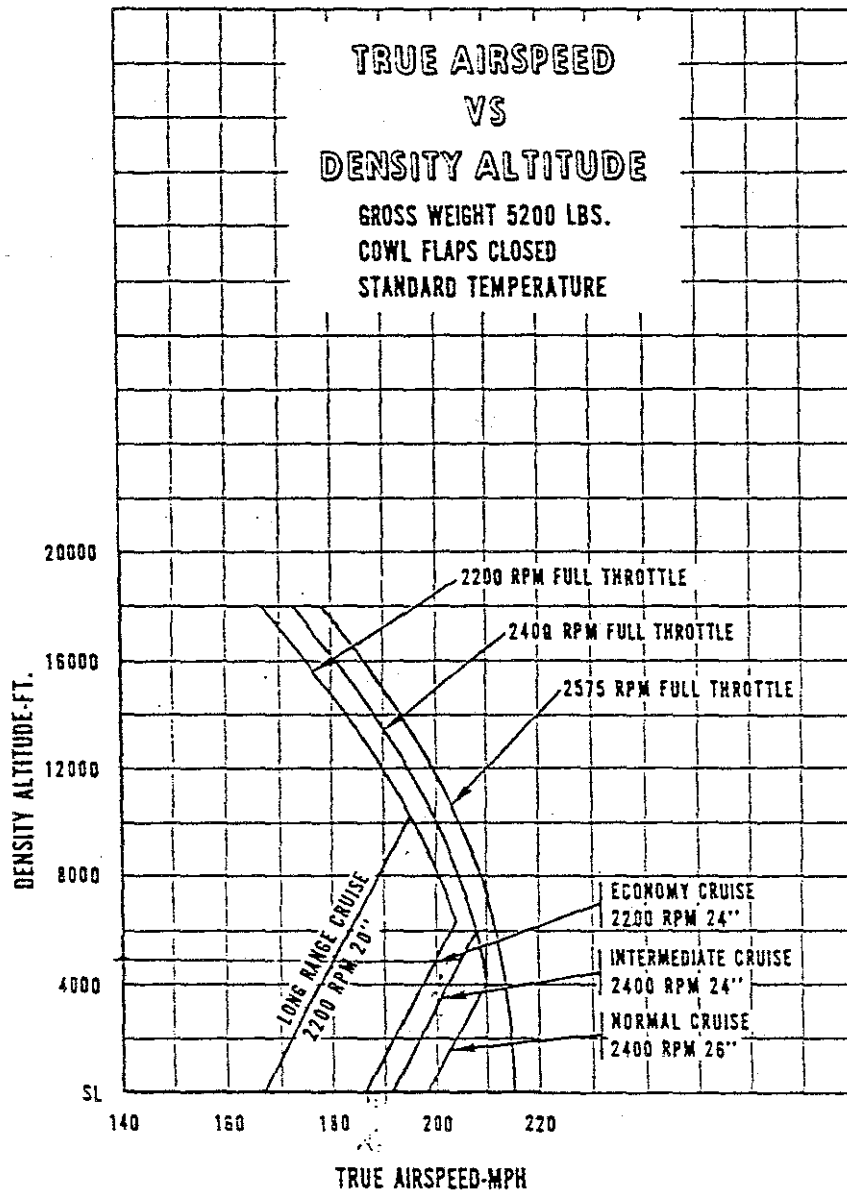 TRUE AIRSPEED
VS
DENSITY ALTITUDE
GROSS WEIGHT 5200 LBS.
COWL FLAPS CLOSED
STANDARD TEMPERATURE
20000
16000
12000
8000
4000
SL
DENSITY ALTITUDE-FT.
2200 RPM FULL THROTTLE
2400 RPM FULL THROTTLE
2575 RPM FULL THROTTLE
LONG RANGE CRUISE
2200 RPM 20"
ECONOMY CRUISE
2200 RPM 24"
INTERMEDIATE CRUISE
2400 RPM 24"
NORMAL CRUISE
2400 RPM 26"
140 160 180 200 220
TRUE AIRSPEED-MPH